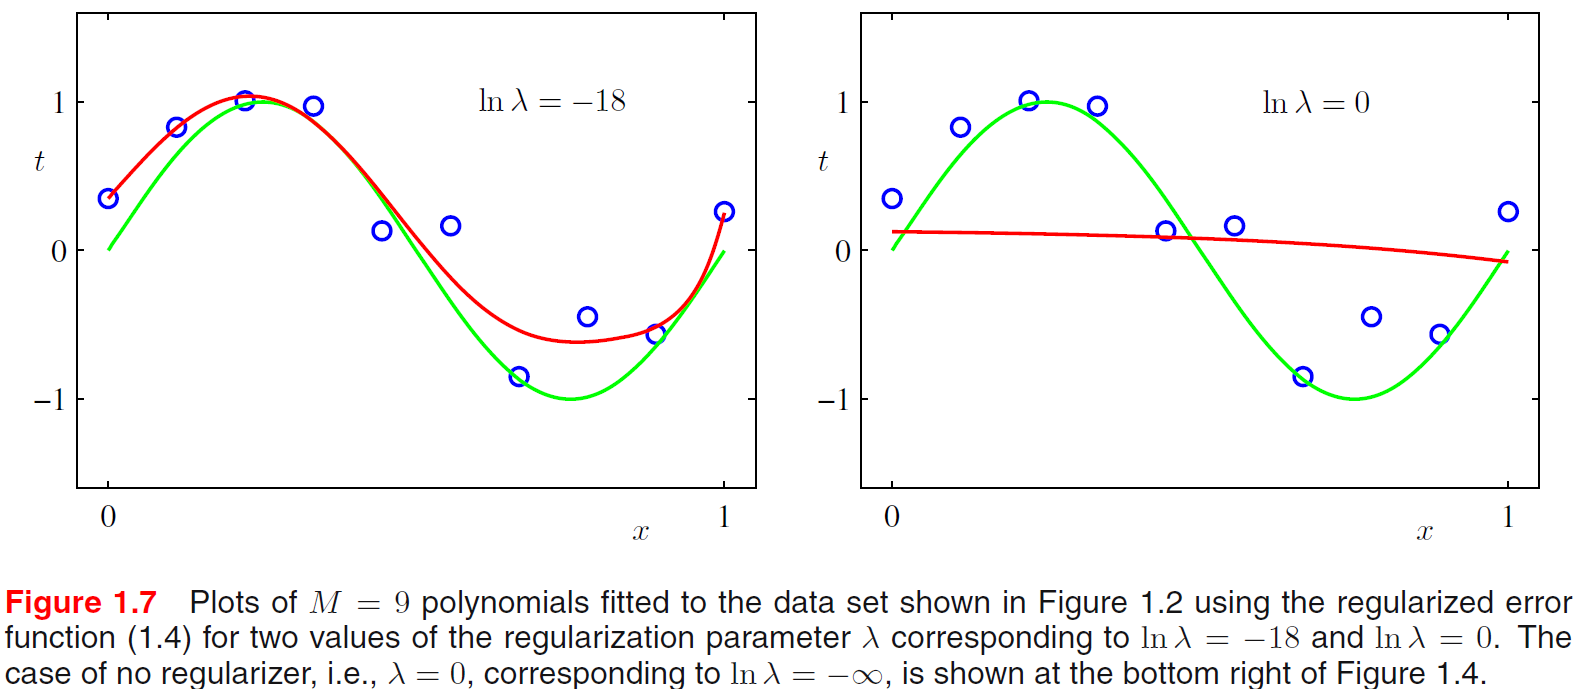 1
0
−1
t
ln λ = −18
0
x
1
1
0
−1
t
ln λ = 0
0
x
1
Figure 1.7 Plots of M = 9 polynomials fitted to the data set shown in Figure 1.2 using the regularized error
function (1.4) for two values of the regularization parameter λ corresponding to ln λ = −18 and ln λ = 0. The
case of no regularizer, i.e., λ = 0, corresponding to ln λ = −∞, is shown at the bottom right of Figure 1.4.